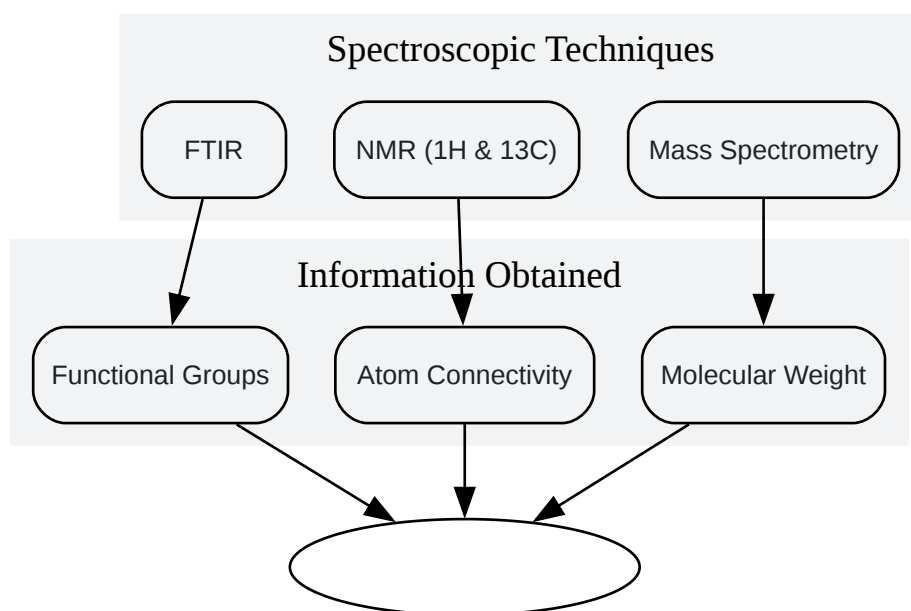 Spectroscopic Techniques
FTIR
NMR (1H & 13C)
Mass Spectrometry
Information Obtained
Functional Groups
Atom Connectivity
Molecular Weight